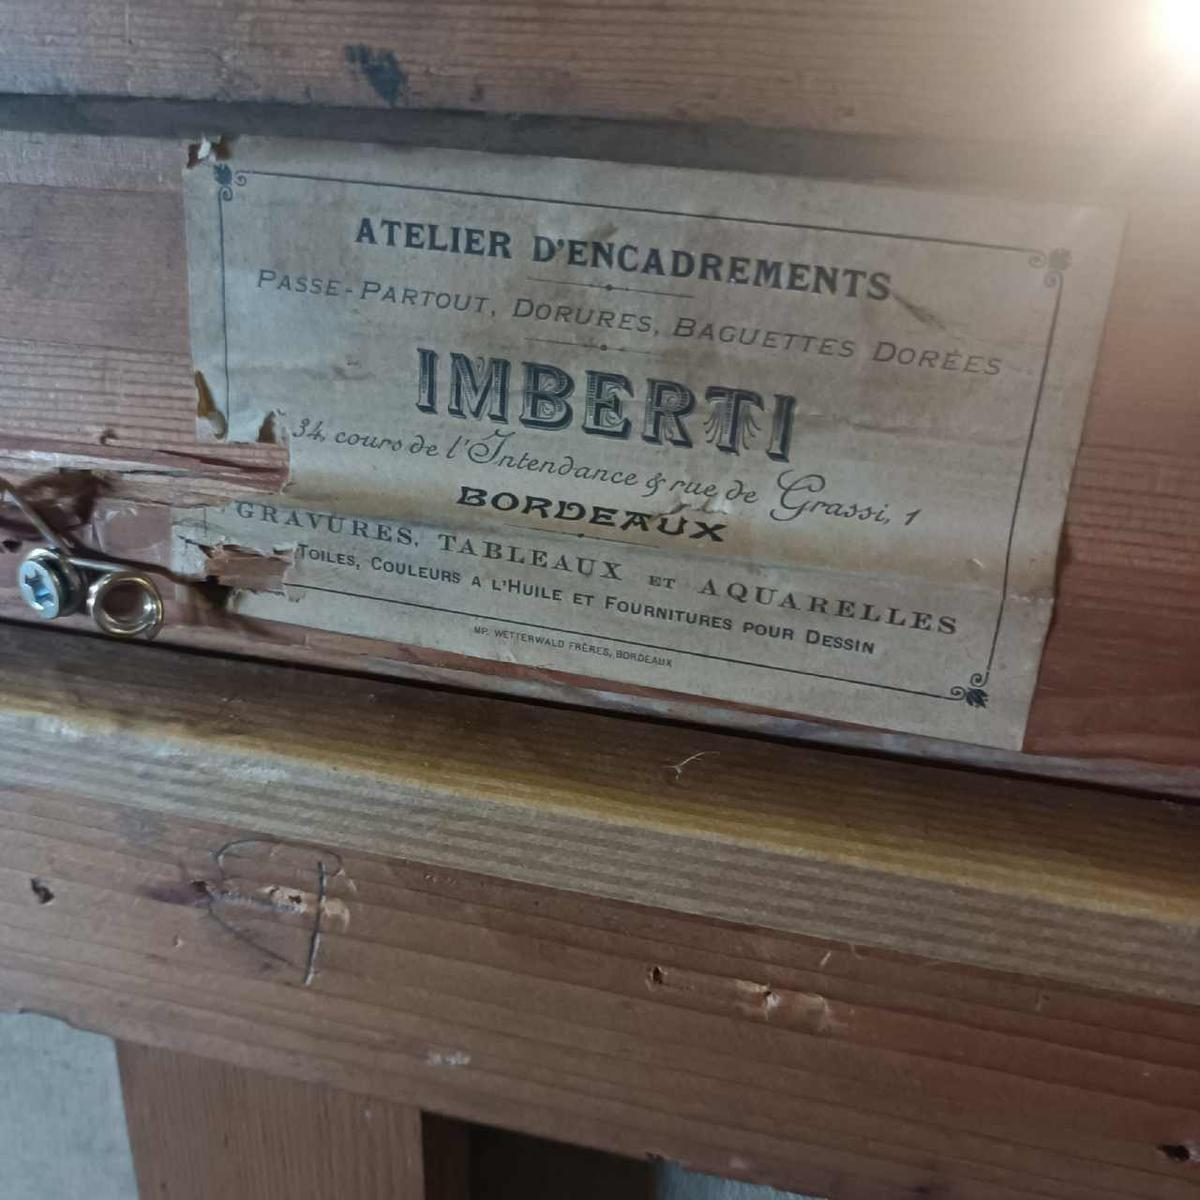 ATELIER D'ENCADREMENTS
PASSE-PARTOUT, DORURES, BAGUETTES DORÉES
IMBERTI
34, cours de l'Intendance & rue de Grassi, 1
BORDEAUX
GRAVURES, TABLEAUX ET AQUARELLES
TOILES, COULEURS A L'HUILE ET FOURNITURES POUR DESSIN
MP. WETTERWALD FRÈRES, BORDEAUX